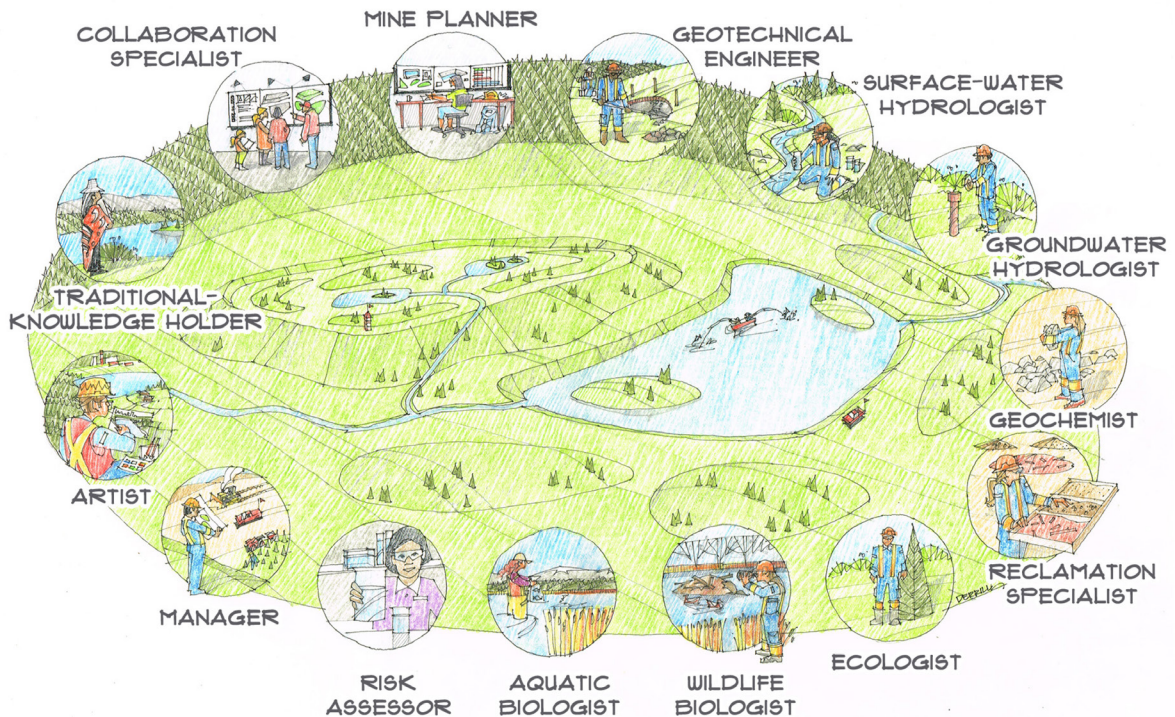 MINE PLANNER
COLLABORATION
SPECIALIST
GEOTECHNICAL
ENGINEER
SURFACE-WATER
HYDROLOGIST
GROUNDWATER
HYDROLOGIST
TRADITIONAL-
KNOWLEDGE HOLDER
GEOCHEMIST
ARTIST
RECLAMATION
SPECIALIST
MANAGER
ECOLOGIST
RISK
ASSESSOR
AQUATIC
BIOLOGIST
WILDLIFE
BIOLOGIST